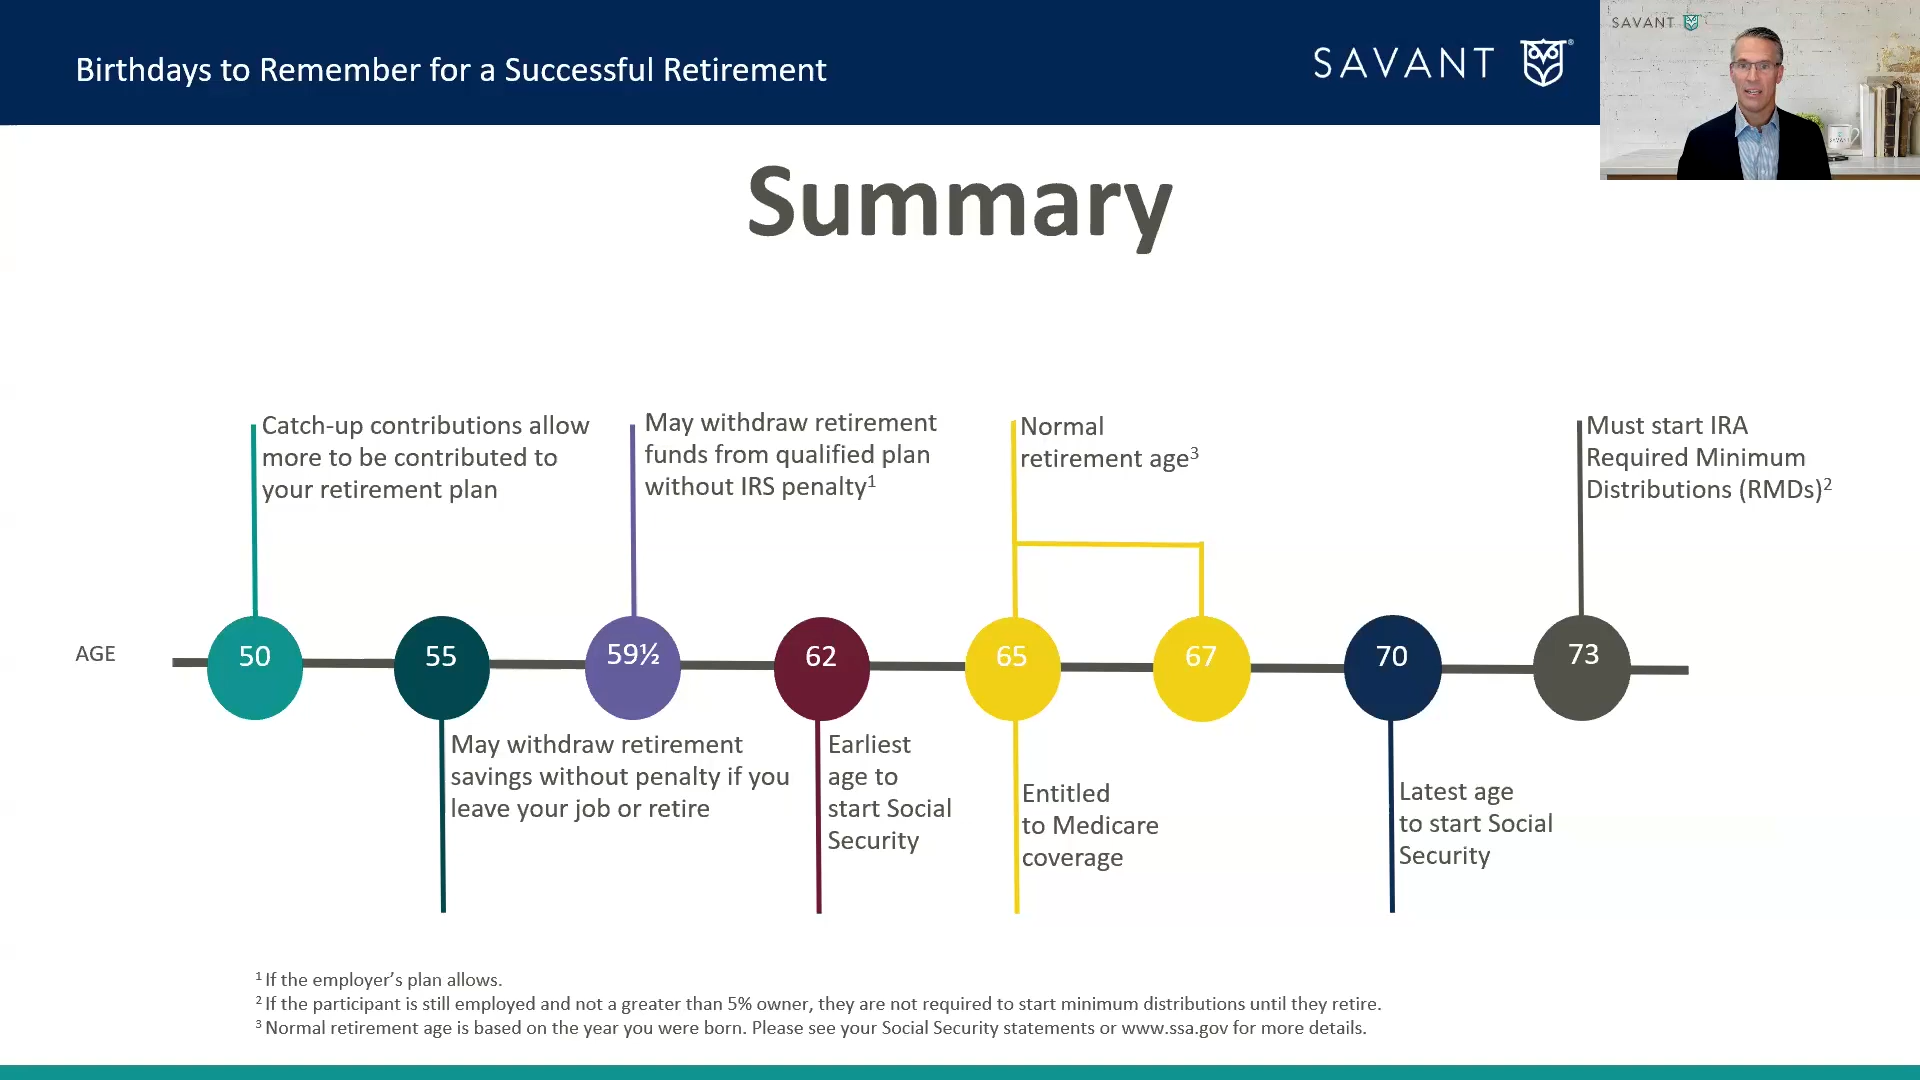 Birthdays to Remember for a Successful Retirement
SAVANT
®
SAVANT
Summary
Catch-up contributions allow
more to be contributed to
your retirement plan
May withdraw retirement
funds from qualified plan
without IRS penalty¹
Normal
retirement age³
Must start IRA
Required Minimum
Distributions (RMDs)²
AGE
50
55
59½
62
65
67
70
73
May withdraw retirement
savings without penalty if you
leave your job or retire
Earliest
age to
start Social
Security
Entitled
to Medicare
coverage
Latest age
to start Social
Security
¹ If the employer’s plan allows.
² If the participant is still employed and not a greater than 5% owner, they are not required to start minimum distributions until they retire.
³ Normal retirement age is based on the year you were born. Please see your Social Security statements or www.ssa.gov for more details.